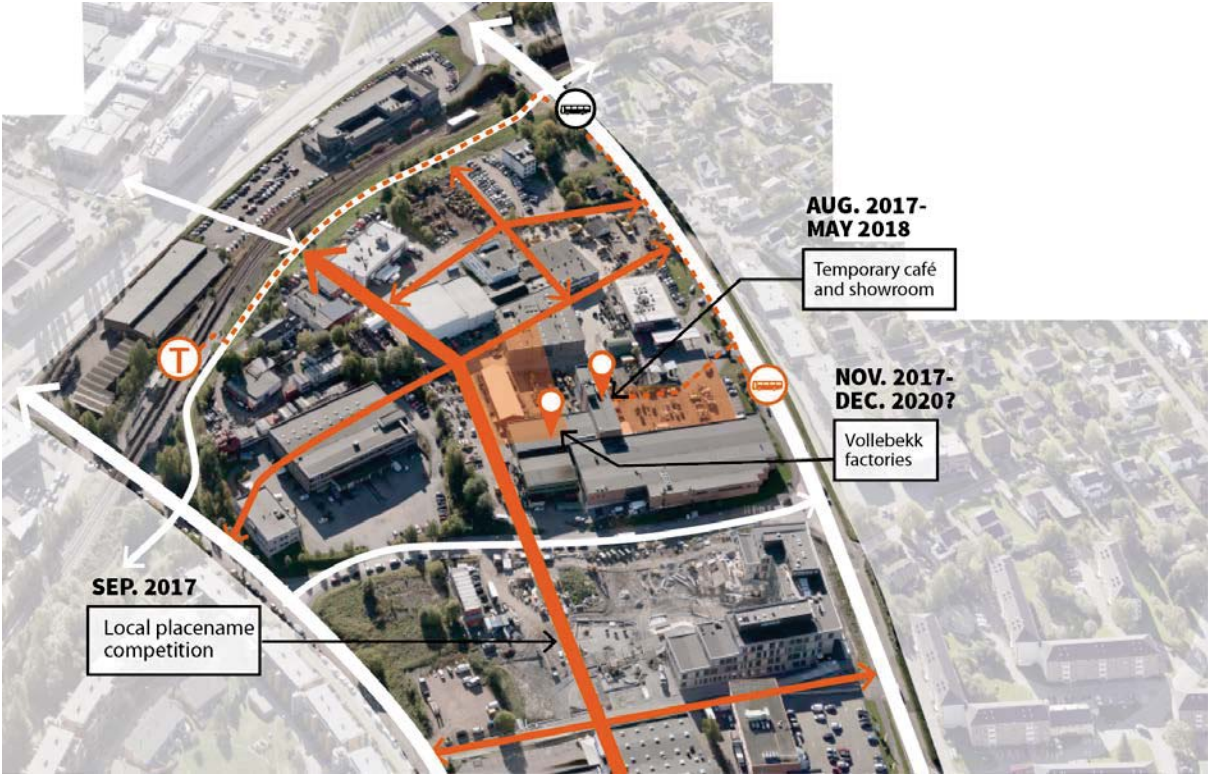 AUG. 2017-
MAY 2018
Temporary café
and showroom
NOV. 2017-
DEC. 2020?
Vollebekk
factories
T
SEP. 2017
Local placename
competition